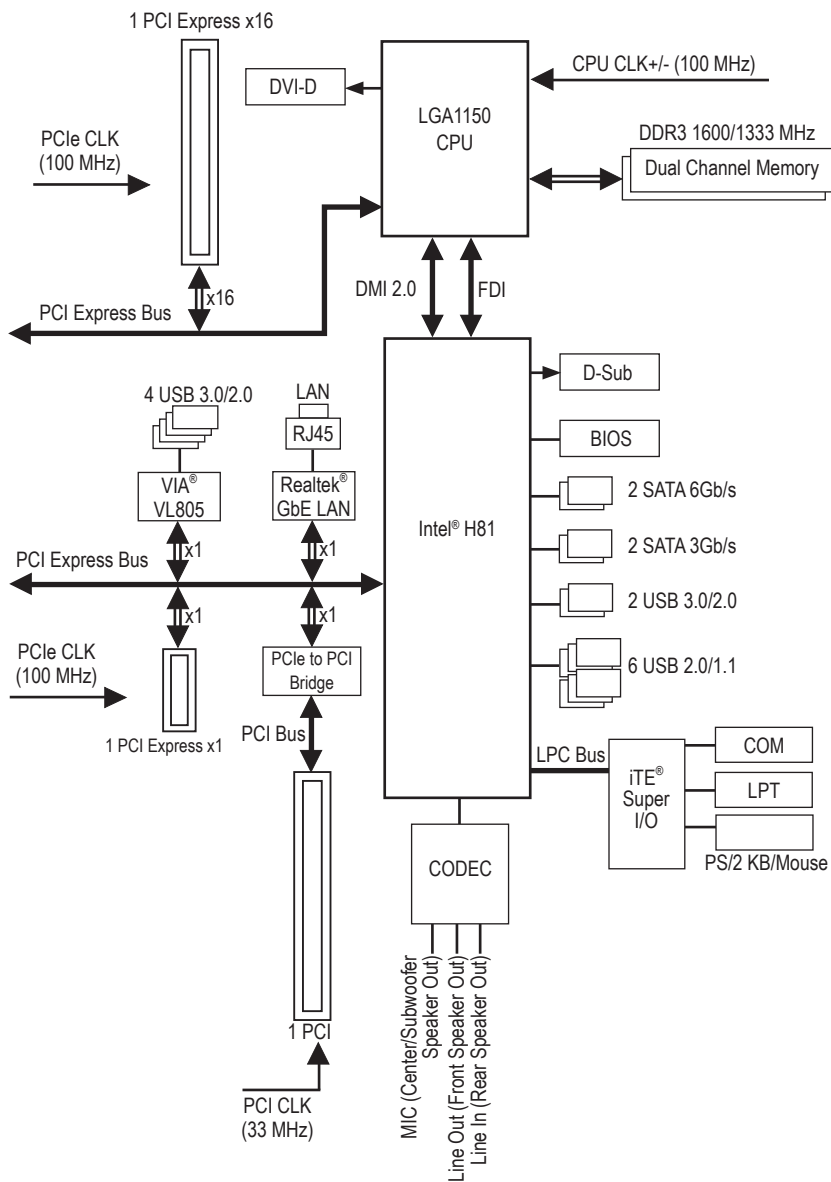 1 PCI Express x16
CPU CLK+/- (100 MHz)
DVI-D
LGA1150
CPU
DDR3 1600/1333 MHz
Dual Channel Memory
PCIe CLK
(100 MHz)
x16
DMI 2.0
FDI
PCI Express Bus
D-Sub
4 USB 3.0/2.0
LAN
RJ45
BIOS
VIA®
VL805
Realtek®
GbE LAN
2 SATA 6Gb/s
Intel® H81
x1
x1
2 SATA 3Gb/s
PCI Express Bus
x1
x1
2 USB 3.0/2.0
PCIe CLK
(100 MHz)
PCIe to PCI
Bridge
6 USB 2.0/1.1
1 PCI Express x1
PCI Bus
LPC Bus
iTE®
Super
I/O
COM
LPT
PS/2 KB/Mouse
CODEC
MIC (Center/Subwoofer
Speaker Out)
Line Out (Front Speaker Out)
Line In (Rear Speaker Out)
1 PCI
PCI CLK
(33 MHz)